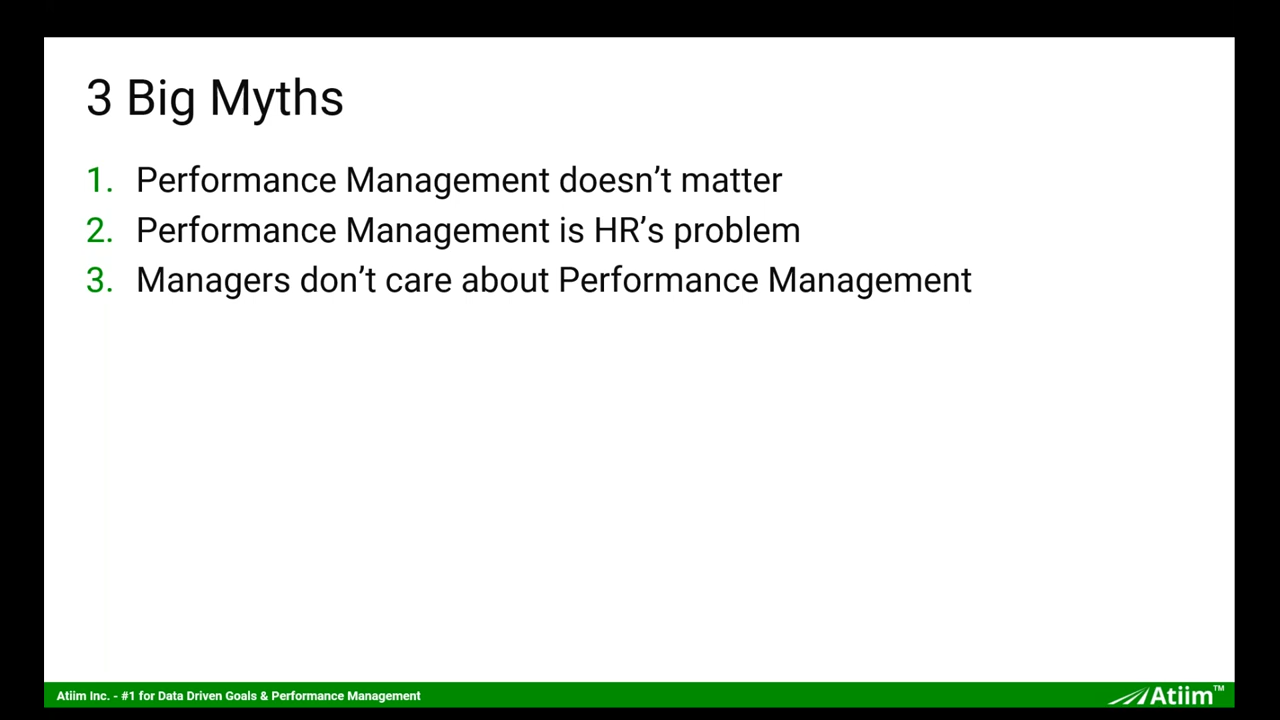 3 Big Myths
1. Performance Management doesn’t matter
2. Performance Management is HR’s problem
3. Managers don’t care about Performance Management
Atiim Inc. - #1 for Data Driven Goals & Performance Management
Atiim™